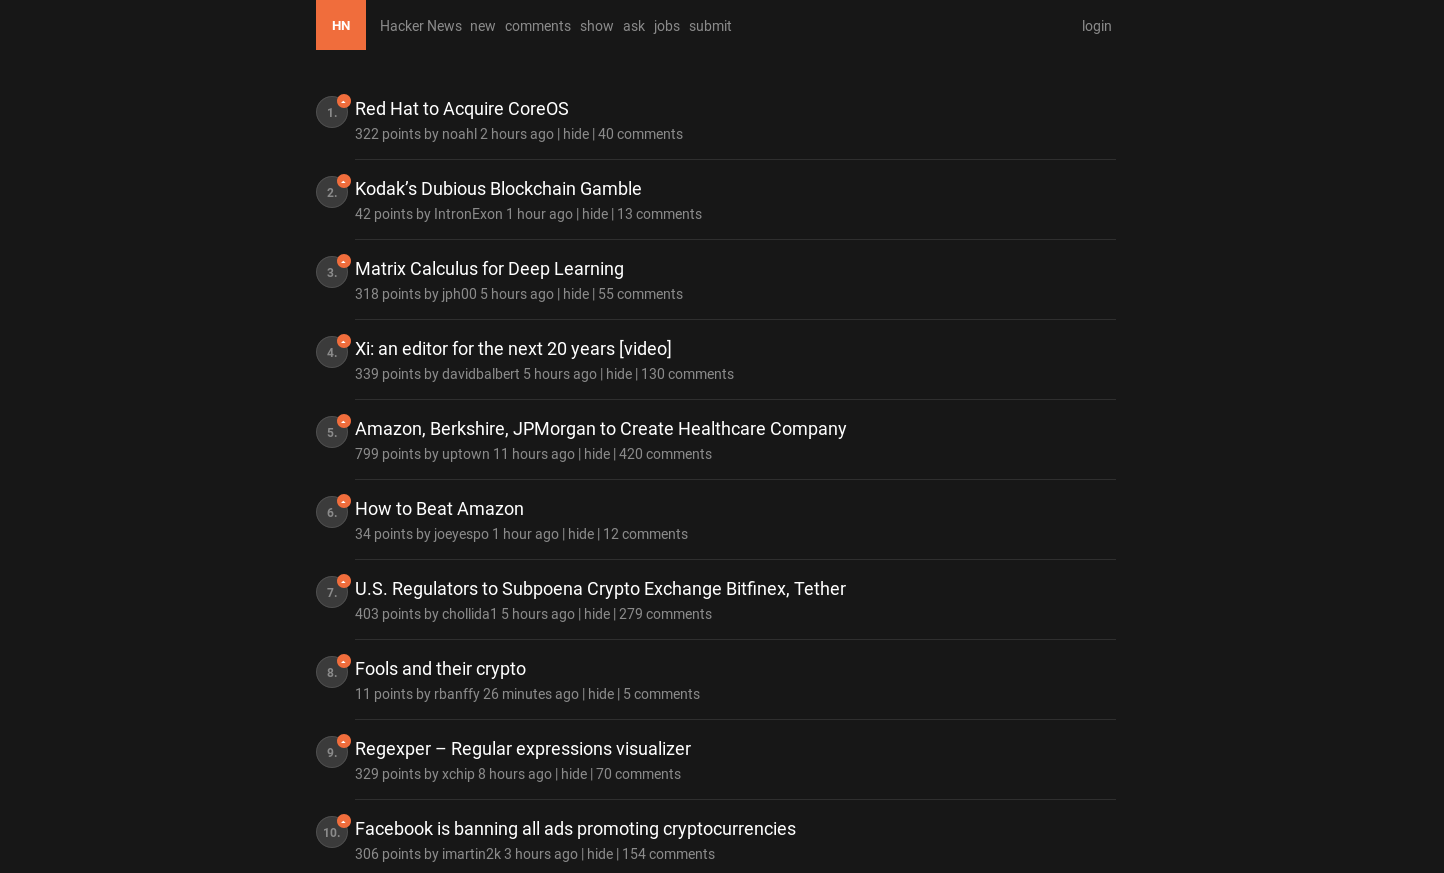 HN Hacker News new comments show ask jobs submit login
1. Red Hat to Acquire CoreOS
322 points by noahl 2 hours ago | hide | 40 comments
2. Kodak’s Dubious Blockchain Gamble
42 points by IntronExon 1 hour ago | hide | 13 comments
3. Matrix Calculus for Deep Learning
318 points by jph00 5 hours ago | hide | 55 comments
4. Xi: an editor for the next 20 years [video]
339 points by davidbalbert 5 hours ago | hide | 130 comments
5. Amazon, Berkshire, JPMorgan to Create Healthcare Company
799 points by uptown 11 hours ago | hide | 420 comments
6. How to Beat Amazon
34 points by joeyespo 1 hour ago | hide | 12 comments
7. U.S. Regulators to Subpoena Crypto Exchange Bitfinex, Tether
403 points by chollida1 5 hours ago | hide | 279 comments
8. Fools and their crypto
11 points by rbanffy 26 minutes ago | hide | 5 comments
9. Regexper – Regular expressions visualizer
329 points by xchip 8 hours ago | hide | 70 comments
10. Facebook is banning all ads promoting cryptocurrencies
306 points by imartin2k 3 hours ago | hide | 154 comments